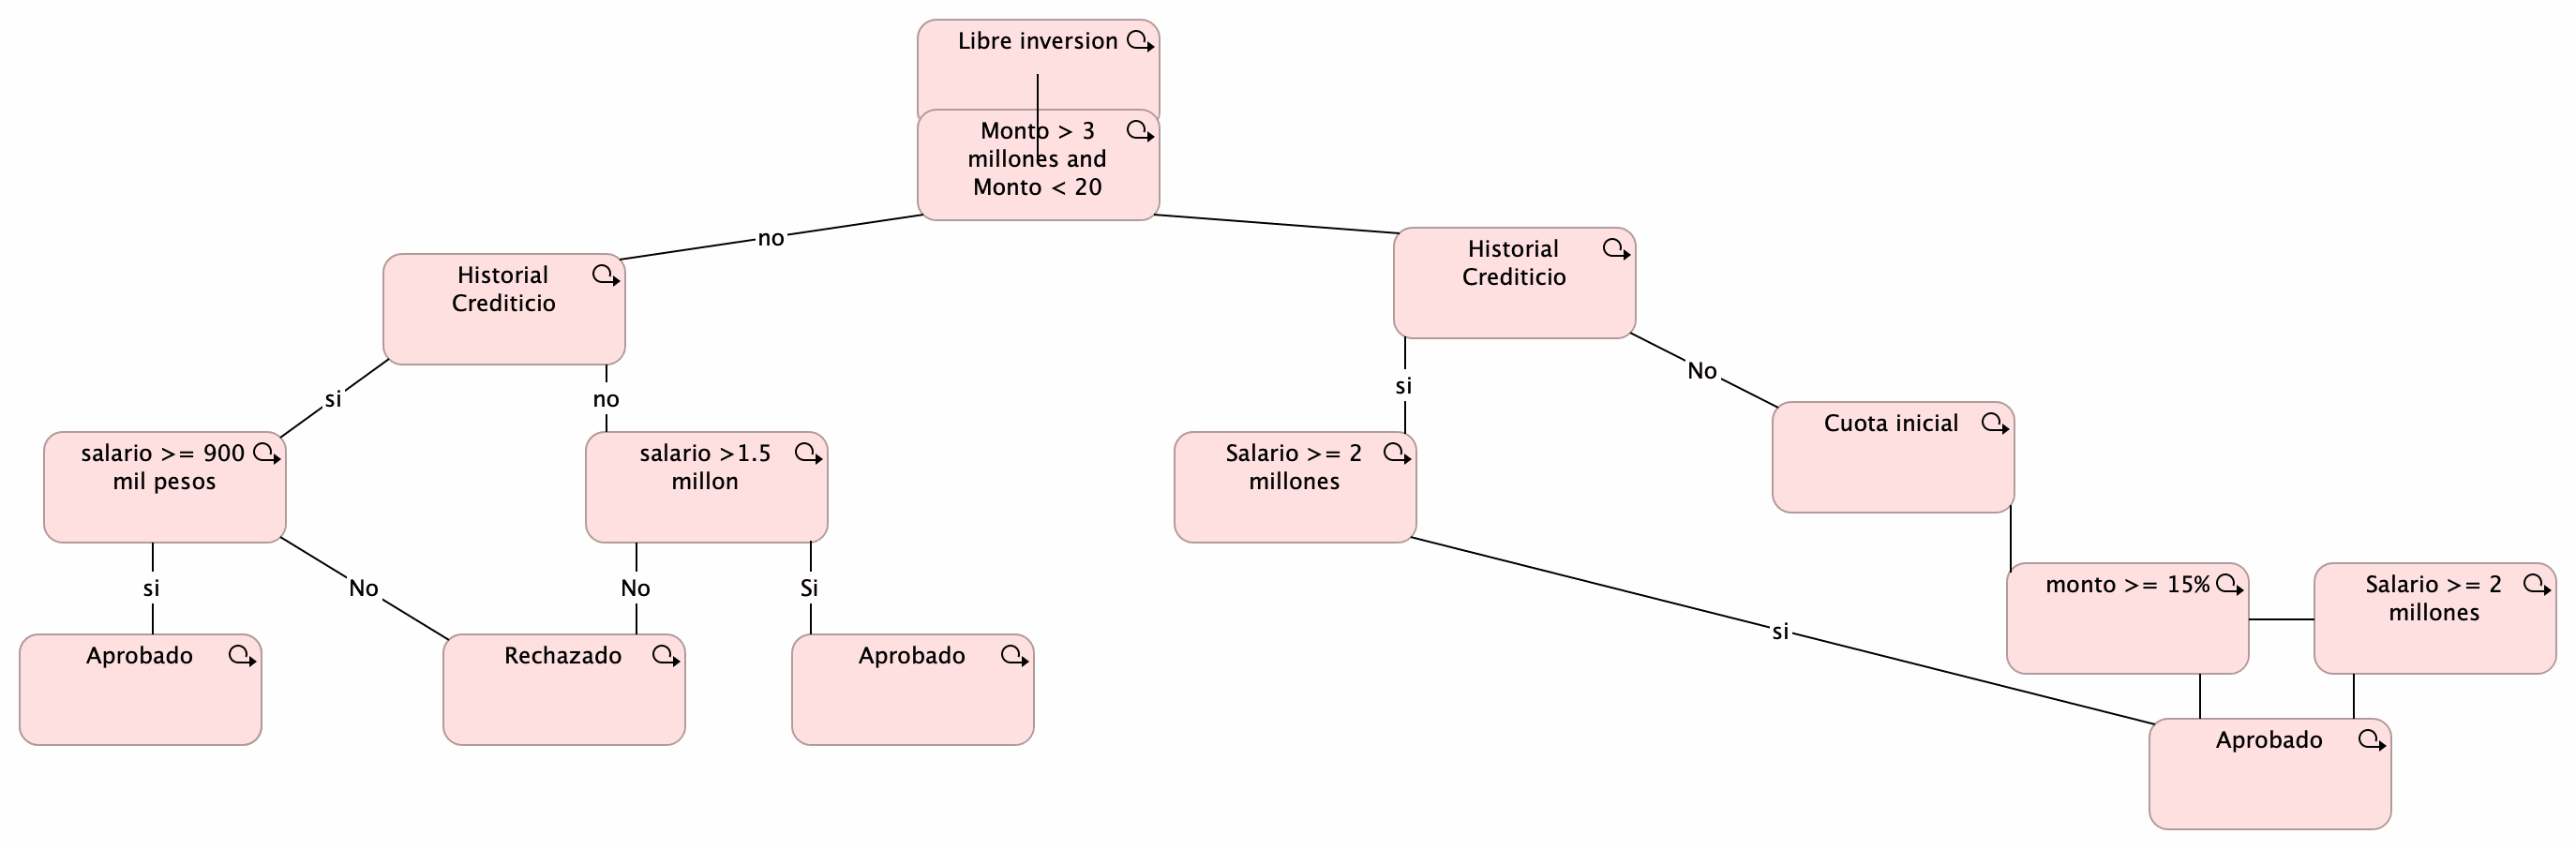 Libre inversion
Monto > 3
millones and
Monto < 20
no
Historial
Crediticio
Historial
Crediticio
si
no
si
No
salario >= 900
mil pesos
salario >1.5
millon
Salario >= 2
millones
Cuota inicial
si
No
No
Si
si
monto >= 15%
Salario >= 2
millones
Aprobado
Rechazado
Aprobado
Aprobado